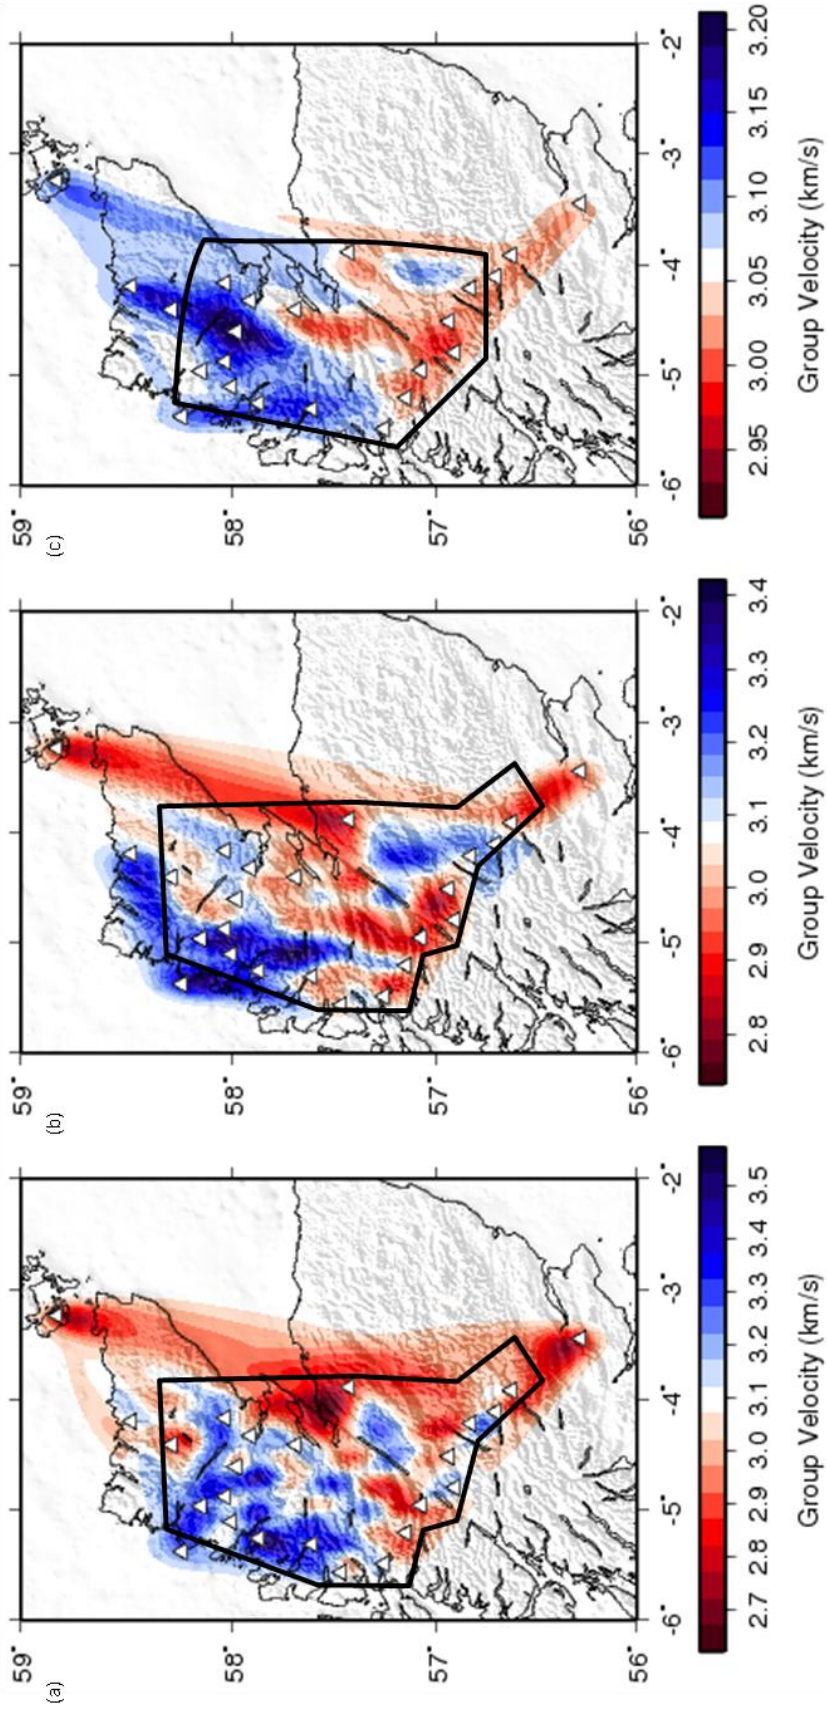 (a)
59°
58°
57°
56°
-6° -5° -4° -3° -2°
2.7 2.8 2.9 3.0 3.1 3.2 3.3 3.4 3.5
Group Velocity (km/s)
(b)
59°
58°
57°
56°
-6° -5° -4° -3° -2°
2.8 2.9 3.0 3.1 3.2 3.3 3.4
Group Velocity (km/s)
(c)
59°
58°
57°
56°
-6° -5° -4° -3° -2°
2.95 3.00 3.05 3.10 3.15 3.20
Group Velocity (km/s)